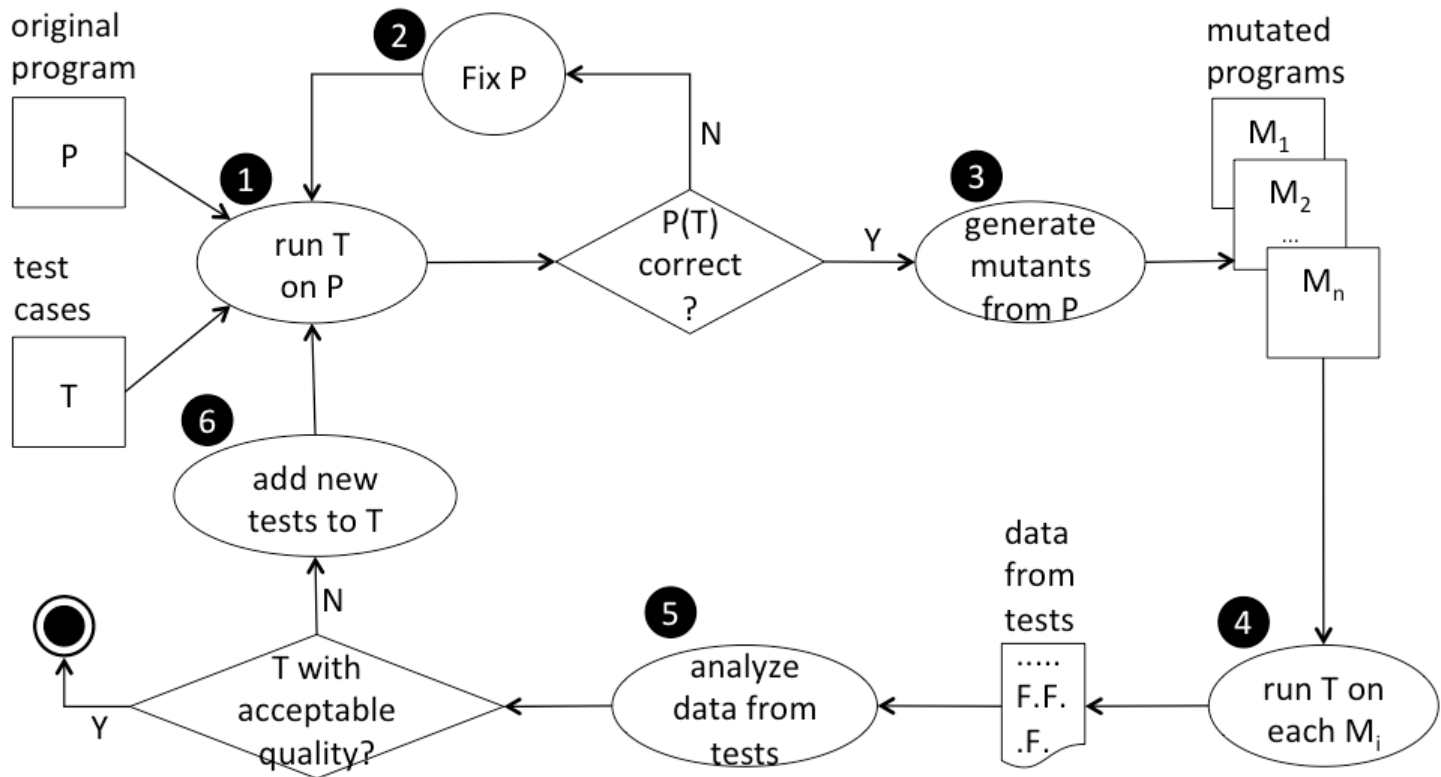 original
program
P
test
cases
T
1
run T
on P
2
Fix P
N
P(T)
correct
?
Y
3
generate
mutants
from P
mutated
programs
M₁
M₂
...
Mₙ
4
run T on
each Mᵢ
data
from
tests
.....
F.F.
.F.
5
analyze
data from
tests
T with
acceptable
quality?
Y
N
6
add new
tests to T